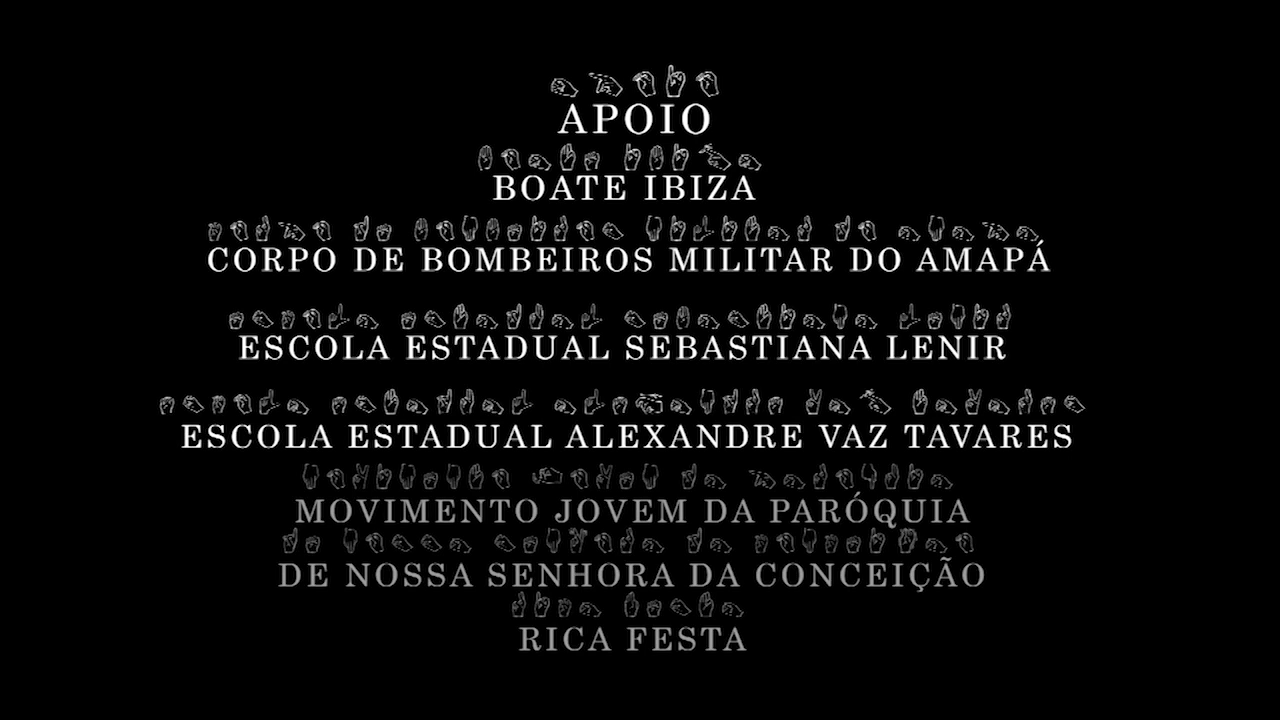 APOIO
BOATE IBIZA
CORPO DE BOMBEIROS MILITAR DO AMAPÁ
ESCOLA ESTADUAL SEBASTIANA LENIR
ESCOLA ESTADUAL ALEXANDRE VAZ TAVARES
MOVIMENTO JOVEM DA PARÓQUIA
DE NOSSA SENHORA DA CONCEIÇÃO
RICA FESTA